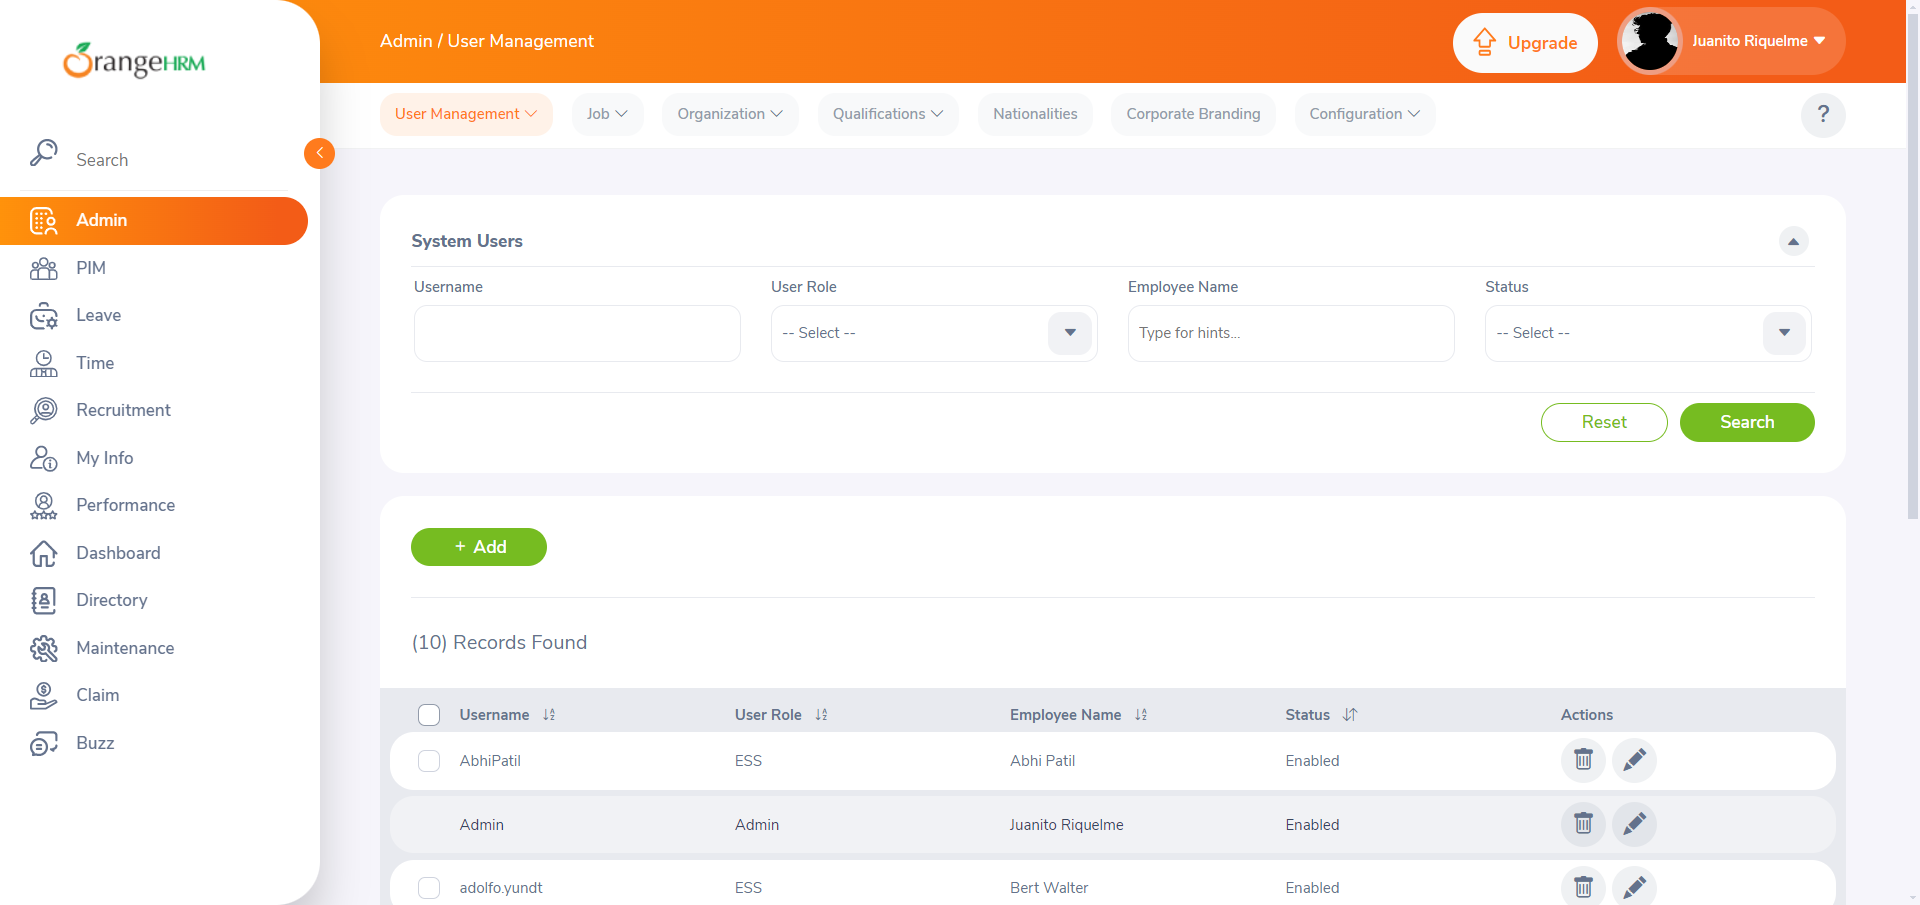 OrangeHRM
Admin / User Management
Upgrade
Juanito Riquelme
Search
Admin
PIM
Leave
Time
Recruitment
My Info
Performance
Dashboard
Directory
Maintenance
Claim
Buzz
User Management
Job
Organization
Qualifications
Nationalities
Corporate Branding
Configuration
?
System Users
Username
User Role
Employee Name
Status
-- Select --
Type for hints...
-- Select --
Reset
Search
+ Add
(10) Records Found
Username User Role Employee Name Status Actions
AbhiPatil ESS Abhi Patil Enabled
Admin Admin Juanito Riquelme Enabled
adolfo.yundt ESS Bert Walter Enabled